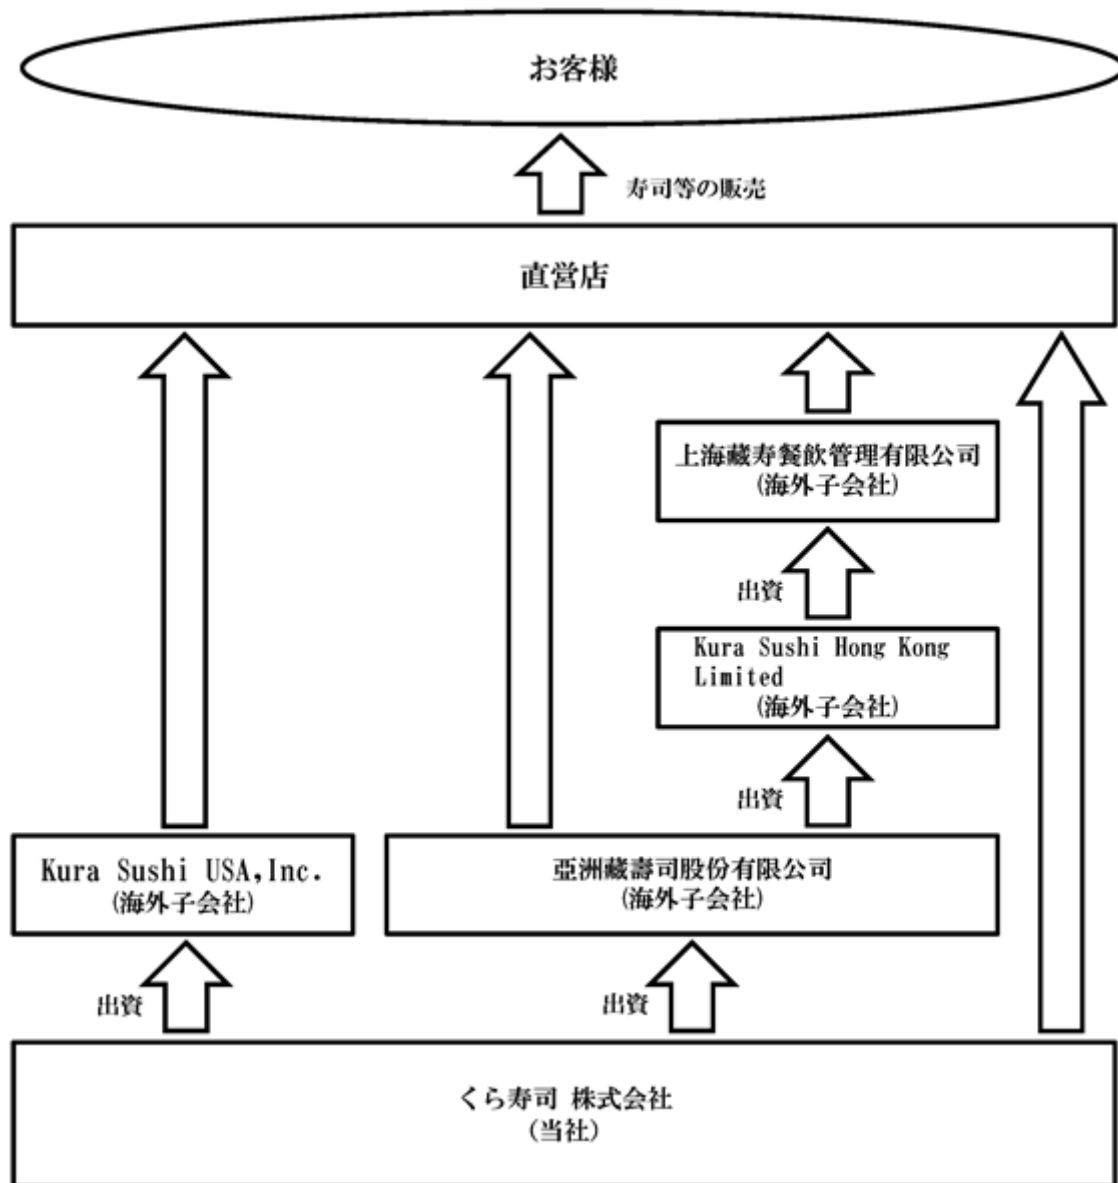 お客様
寿司等の販売
直営店
上海藏寿餐飲管理有限公司
(海外子会社)
出資
Kura Sushi Hong Kong
Limited
(海外子会社)
出資
Kura Sushi USA,Inc.
(海外子会社)
亞洲藏壽司股份有限公司
(海外子会社)
出資
出資
くら寿司 株式会社
(当社)